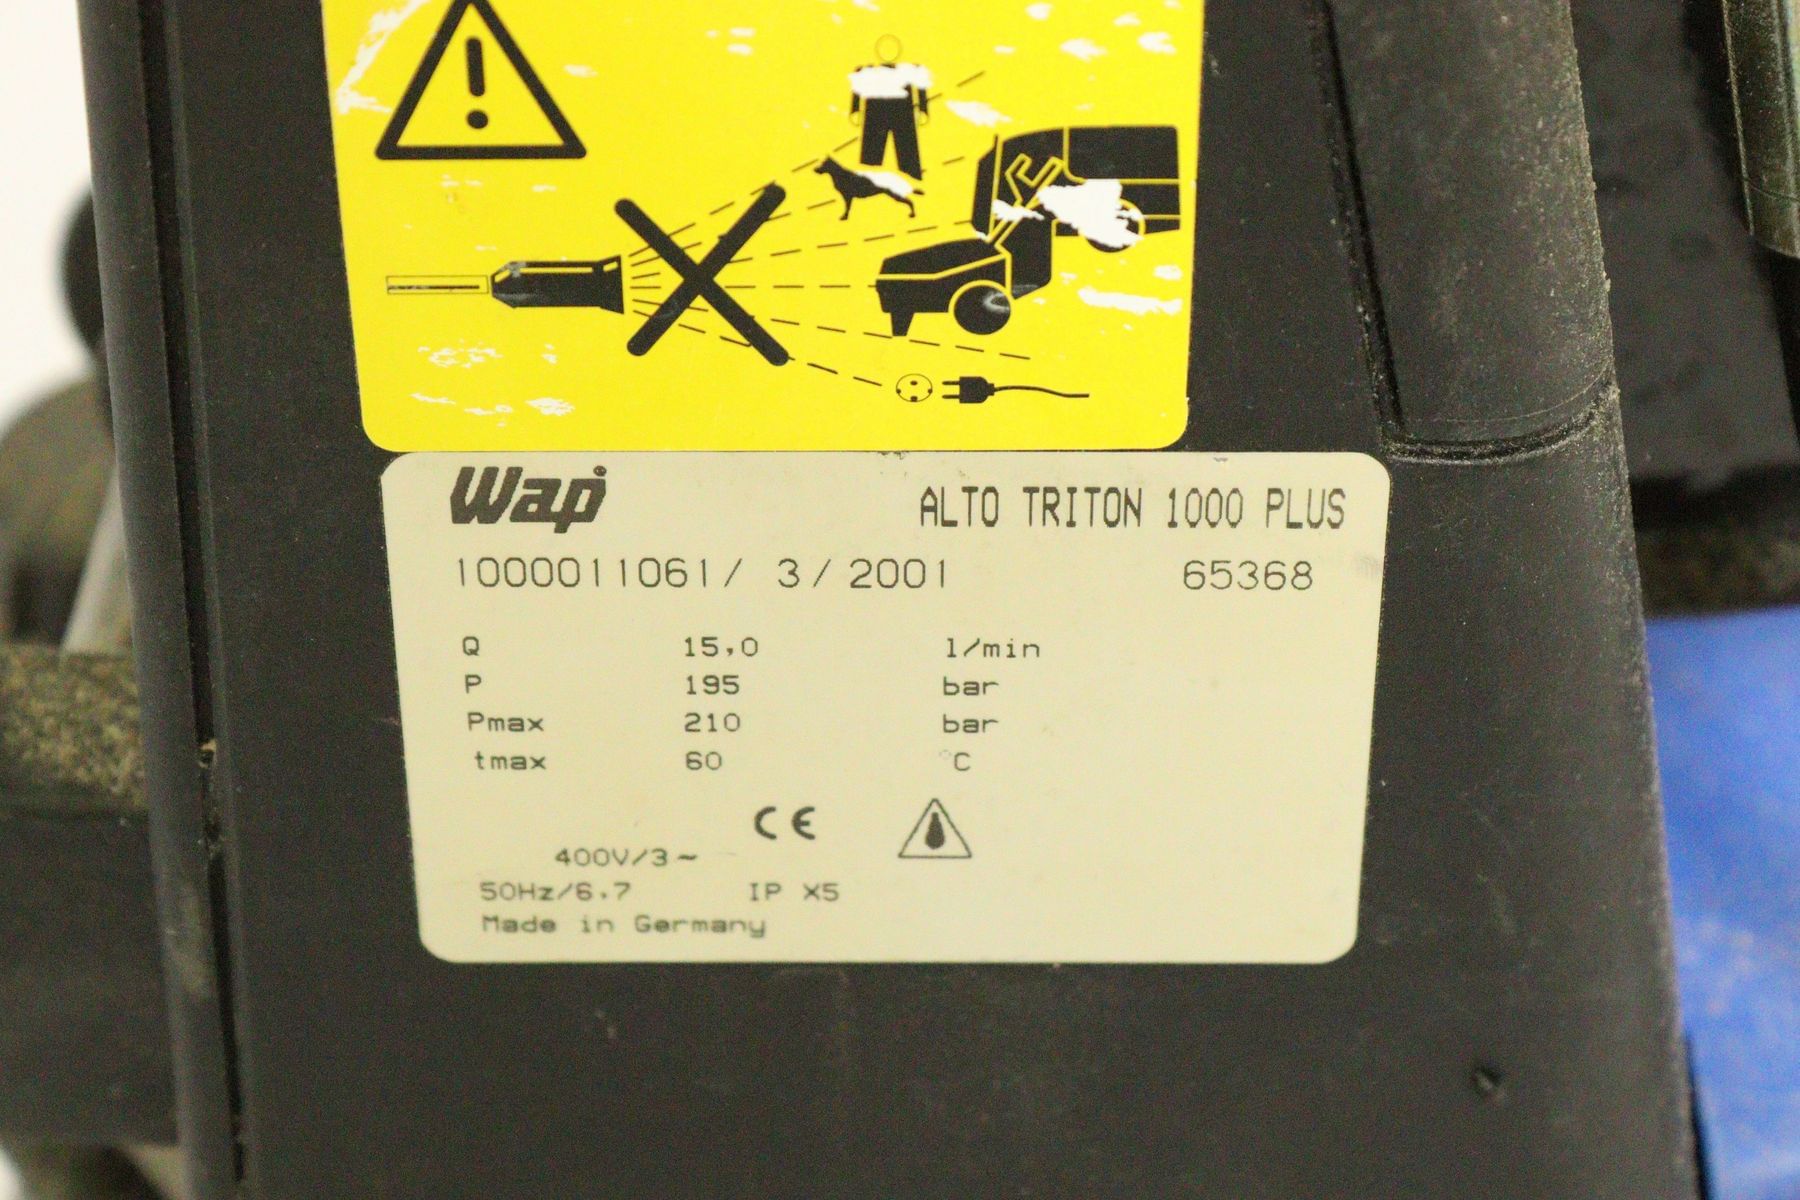 Wap ALTO TRITON 1000 PLUS
1000011061/ 3/2001 65368
Q 15,0 l/min
P 195 bar
Pmax 210 bar
tmax 60 °C
CE
400V/3~
50Hz/6.7 IP X5
Made in Germany